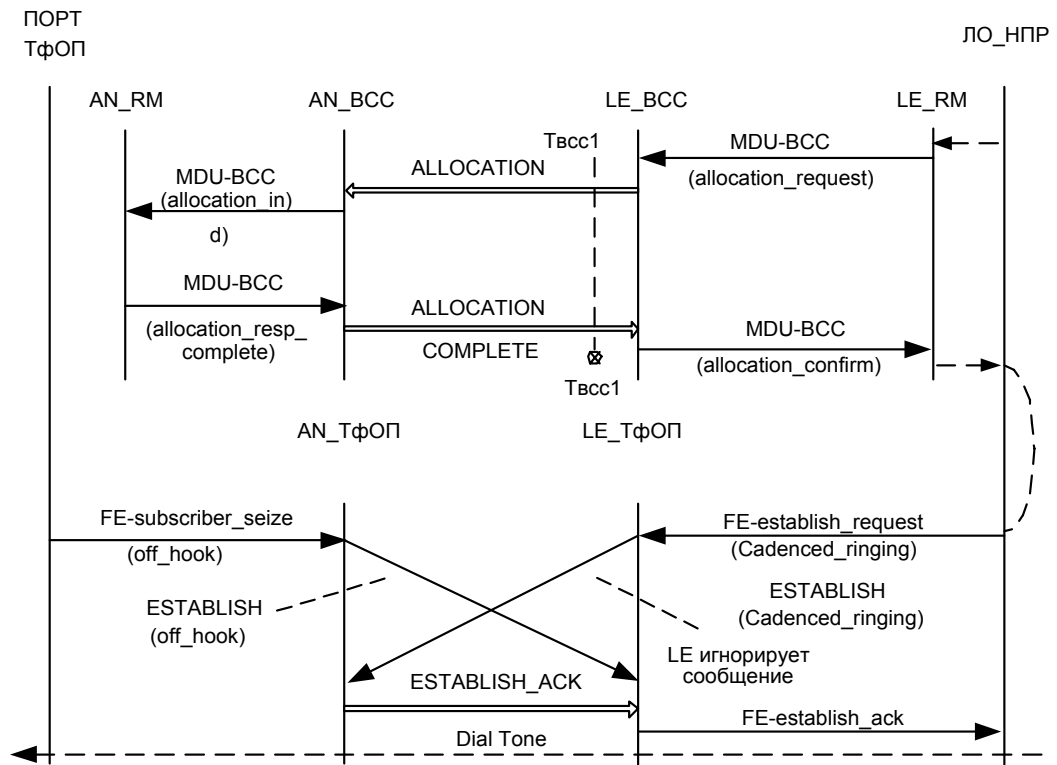 ПОРТ
ТфОП
ЛО_НПР
AN_RM
AN_BCC
LE_BCC
LE_RM
Твсс1
MDU-BCC
(allocation_request)
ALLOCATION
MDU-BCC
(allocation_in
d)
MDU-BCC
(allocation_resp_
complete)
ALLOCATION
COMPLETE
MDU-BCC
(allocation_confirm)
Твсс1
AN_ТфОП
LE_ТфОП
FE-subscriber_seize
(off_hook)
FE-establish_request
(Cadenced_ringing)
ESTABLISH
(off_hook)
ESTABLISH
(Cadenced_ringing)
LE игнорирует
сообщение
ESTABLISH_ACK
FE-establish_ack
Dial Tone